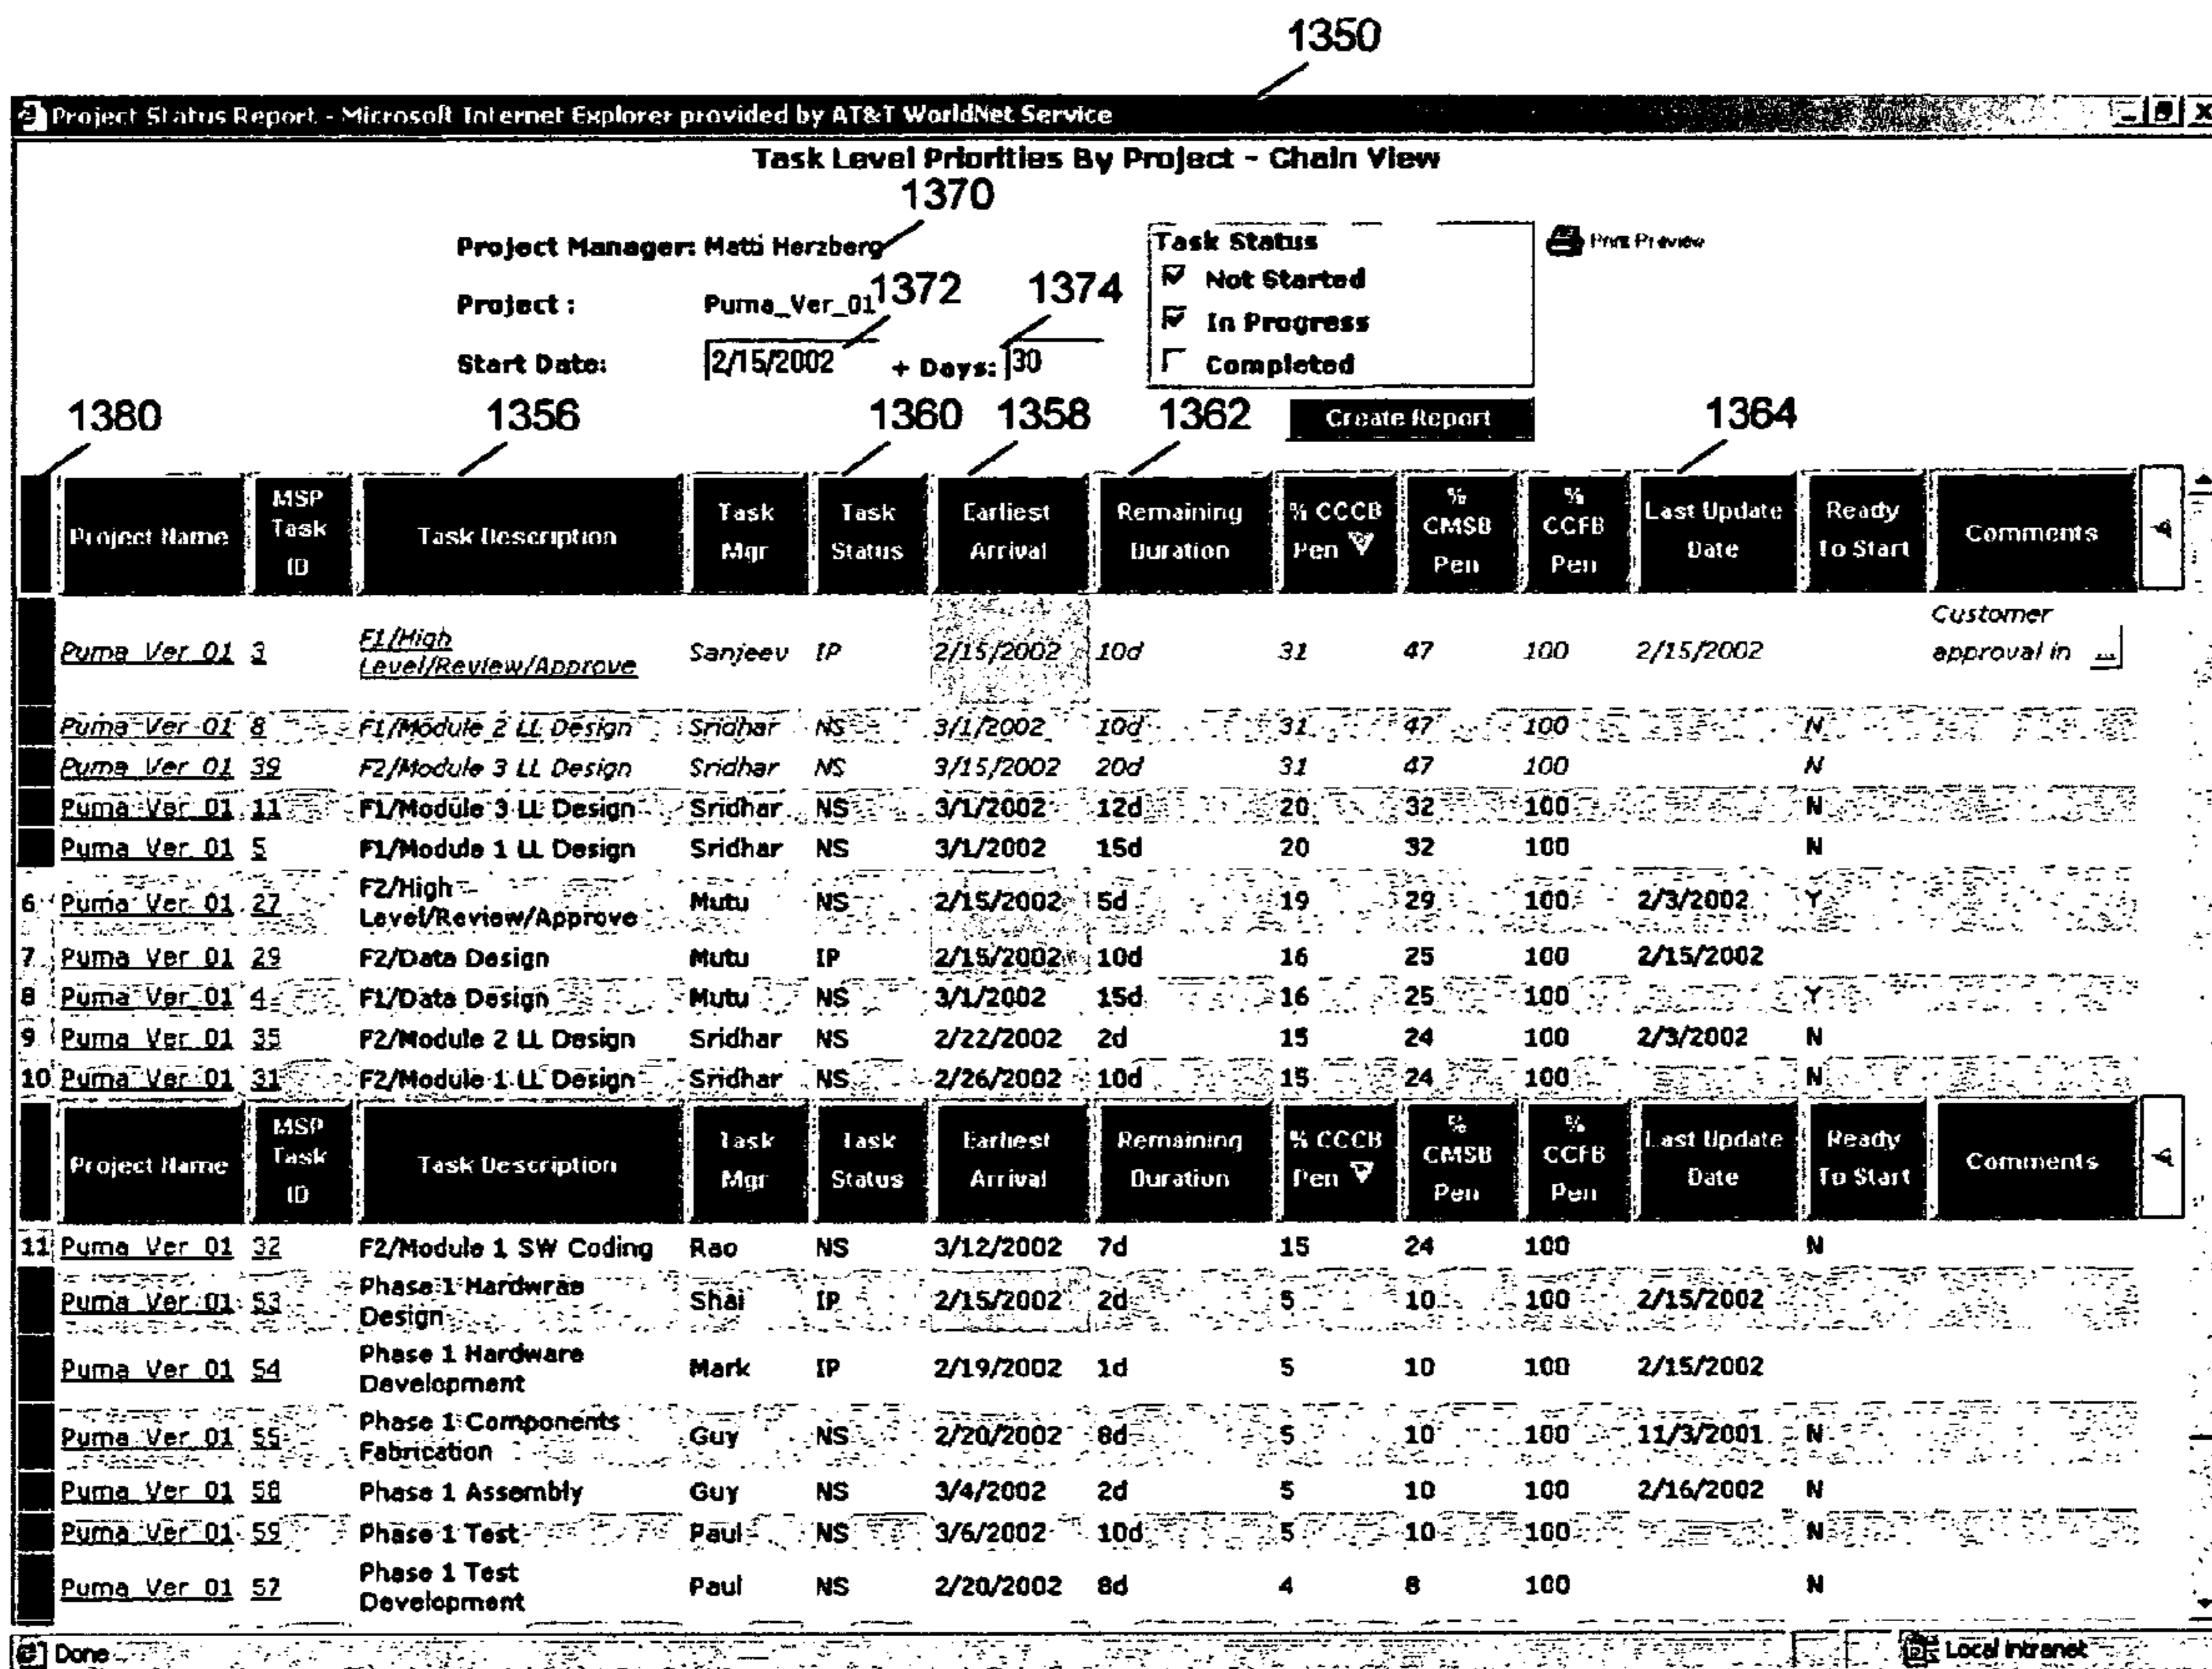 1350
Project Status Report - Microsoft Internet Explorer provided by AT&T WorldNet Service
Task Level Priorities By Project - Chain View
1370
Project Manager: Matti Herzberg
Task Status
Print Preview
Not Started
1372 1374
Project : Puma_Ver_01
In Progress
Start Date: 2/15/2002 + Days: 30
Completed
1380 1356 1360 1358 1362 Create Report 1364
Project Name MSP Task ID Task Description Task Mgr Task Status Earliest Arrival Remaining Duration % CCCB Pen % CMSB Pen % CCFB Pen Last Update Date Ready To Start Comments
Puma Ver 01 3 F1/High Level/Review/Approve Sanjeev IP 2/15/2002 10d 31 47 100 2/15/2002 Customer approval in ...
Puma Ver 01 8 F1/Module 2 LL Design Sridhar NS 3/1/2002 10d 31 47 100 N
Puma Ver 01 39 F2/Module 3 LL Design Sridhar NS 3/15/2002 20d 31 47 100 N
Puma Ver 01 11 F1/Module 3 LL Design Sridhar NS 3/1/2002 12d 20 32 100 N
Puma Ver 01 5 F1/Module 1 LL Design Sridhar NS 3/1/2002 15d 20 32 100 N
6 Puma Ver 01 27 F2/High Level/Review/Approve Mutu NS 2/15/2002 5d 19 29 100 2/3/2002 Y
7 Puma Ver 01 29 F2/Data Design Mutu IP 2/15/2002 10d 16 25 100 2/15/2002
8 Puma Ver 01 4 F1/Data Design Mutu NS 3/1/2002 15d 16 25 100 Y
9 Puma Ver 01 35 F2/Module 2 LL Design Sridhar NS 2/22/2002 2d 15 24 100 2/3/2002 N
10 Puma Ver 01 31 F2/Module 1 LL Design Sridhar NS 2/26/2002 10d 15 24 100 N
Project Name MSP Task ID Task Description Task Mgr Task Status Earliest Arrival Remaining Duration % CCCB Pen % CMSB Pen % CCFB Pen Last Update Date Ready To Start Comments
11 Puma Ver 01 32 F2/Module 1 SW Coding Rao NS 3/12/2002 7d 15 24 100 N
Puma Ver 01 53 Phase 1 Hardwrae Design Shai IP 2/15/2002 2d 5 10 100 2/15/2002
Puma Ver 01 54 Phase 1 Hardware Development Mark IP 2/19/2002 1d 5 10 100 2/15/2002
Puma Ver 01 55 Phase 1 Components Fabrication Guy NS 2/20/2002 8d 5 10 100 11/3/2001 N
Puma Ver 01 58 Phase 1 Assembly Guy NS 3/4/2002 2d 5 10 100 2/16/2002 N
Puma Ver 01 59 Phase 1 Test Paul NS 3/6/2002 10d 5 10 100 N
Puma Ver 01 57 Phase 1 Test Development Paul NS 2/20/2002 8d 4 8 100 N
Done Local intranet